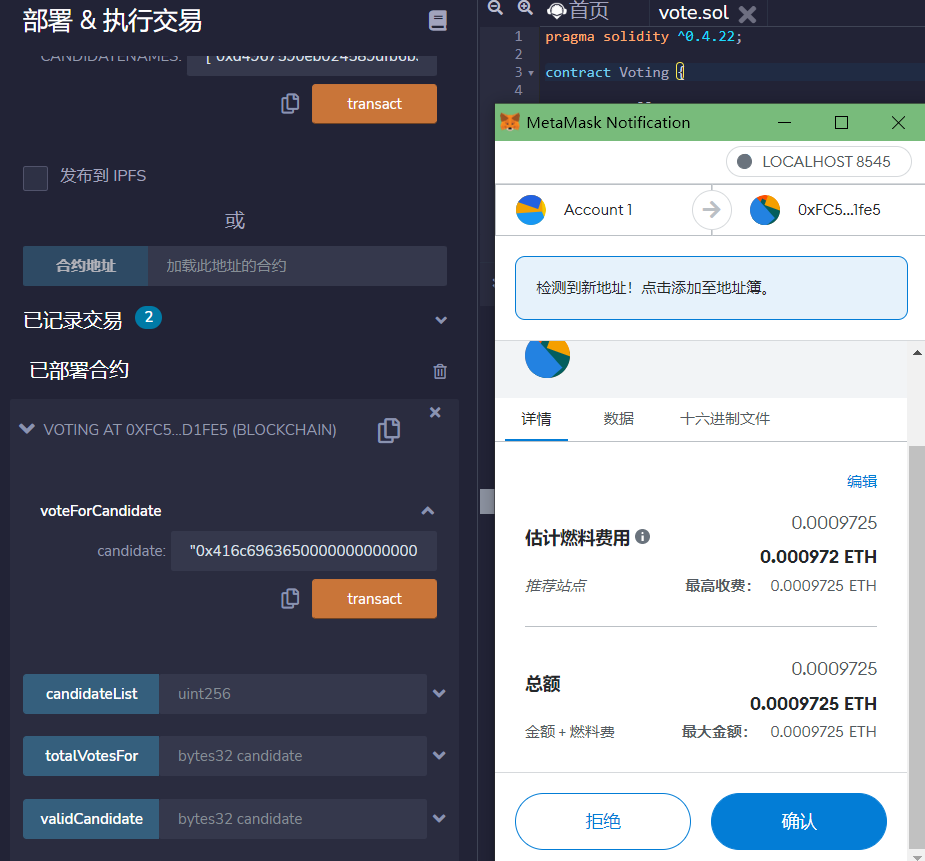 部署 & 执行交易
CANDIDATENAMES:
transact
发布到 IPFS
或
合约地址
加载此地址的合约
已记录交易
2
已部署合约
VOTING AT 0XFC5...D1FE5 (BLOCKCHAIN)
voteForCandidate
candidate:
"0x416c6963650000000000000
transact
candidateList
uint256
totalVotesFor
bytes32 candidate
validCandidate
bytes32 candidate
首页
vote.sol
1
pragma solidity ^0.4.22;
2
3
contract Voting {
4
MetaMask Notification
LOCALHOST 8545
Account 1
0xFC5...1fe5
检测到新地址！点击添加至地址簿。
详情
数据
十六进制文件
编辑
估计燃料费用
0.0009725
0.000972 ETH
推荐站点
最高收费：
0.0009725 ETH
总额
0.0009725
0.0009725 ETH
金额 + 燃料费
最大金额：
0.0009725 ETH
拒绝
确认